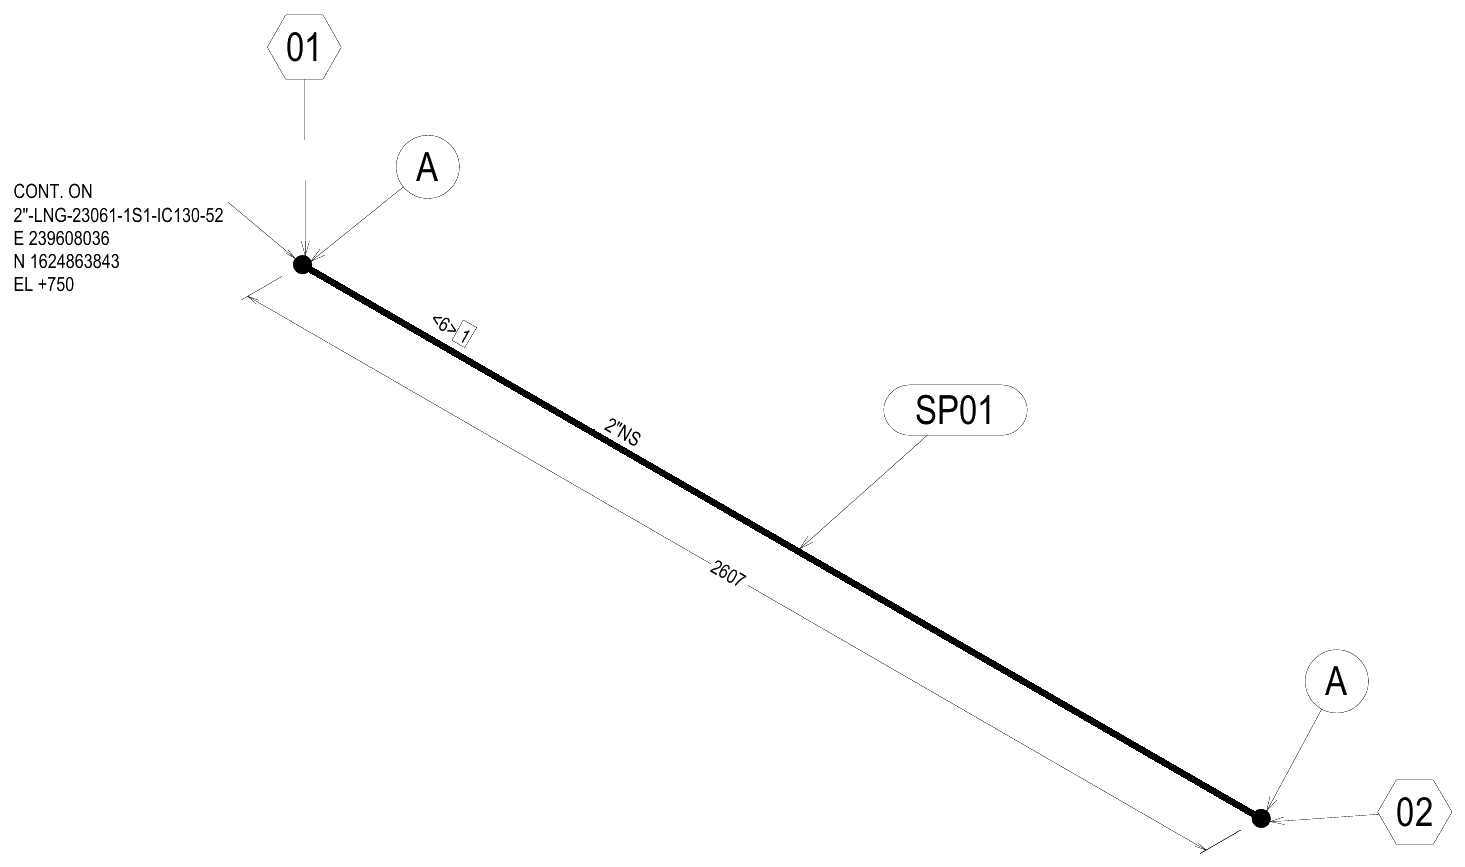 01
A
CONT. ON
2"-LNG-23061-1S1-IC130-52
E 239608036
N 1624863843
EL +750
<6> 1
SP01
2"NS
2607
A
02